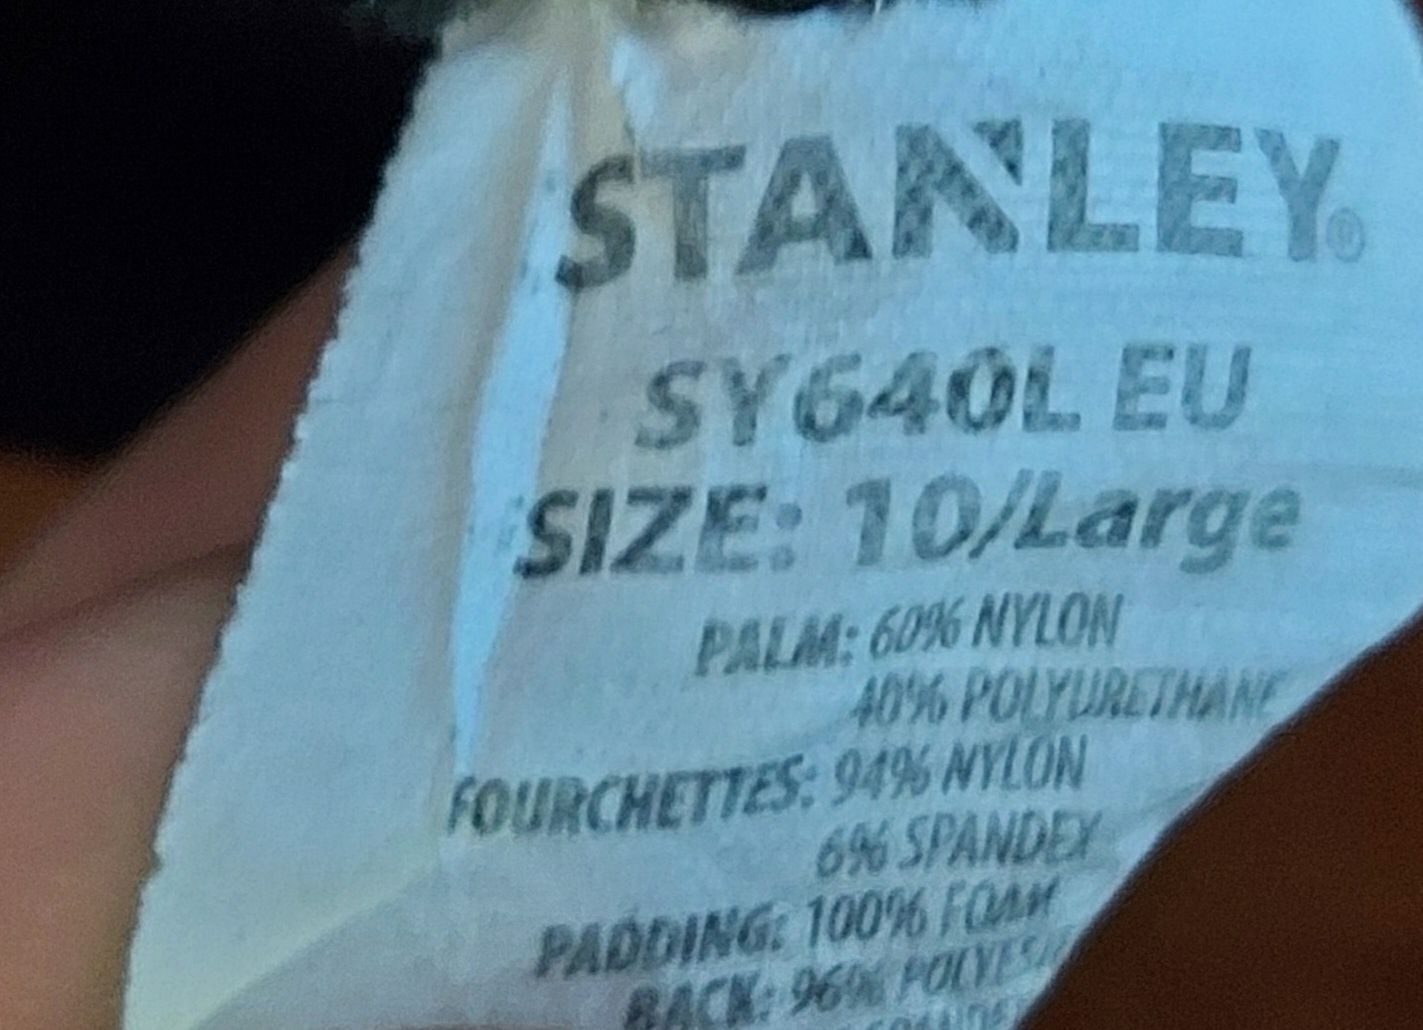 STANLEY®
SY640L EU
SIZE: 10/Large
PALM: 60% NYLON
40% POLYURETHANE
FOURCHETTES: 94% NYLON
6% SPANDEX
PADDING: 100% FOAM
BACK: 96%